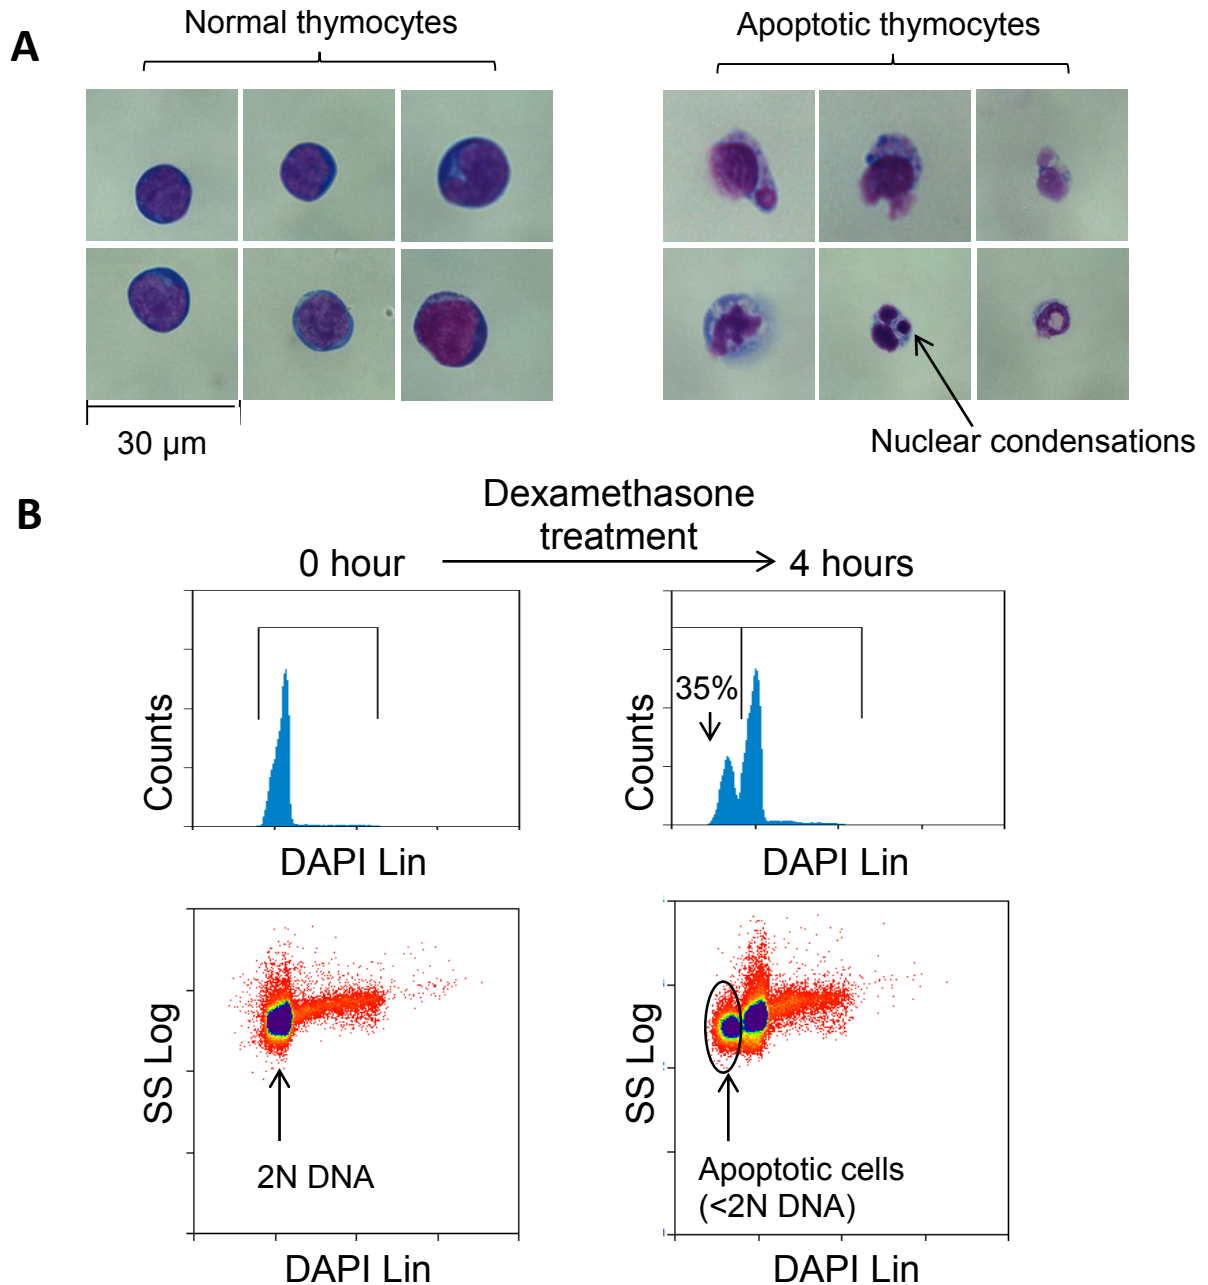 A
Normal thymocytes
Apoptotic thymocytes
30 µm
Nuclear condensations
B
Dexamethasone
treatment
0 hour
4 hours
35%
Counts
Counts
DAPI Lin
DAPI Lin
SS Log
SS Log
2N DNA
Apoptotic cells
(<2N DNA)
DAPI Lin
DAPI Lin